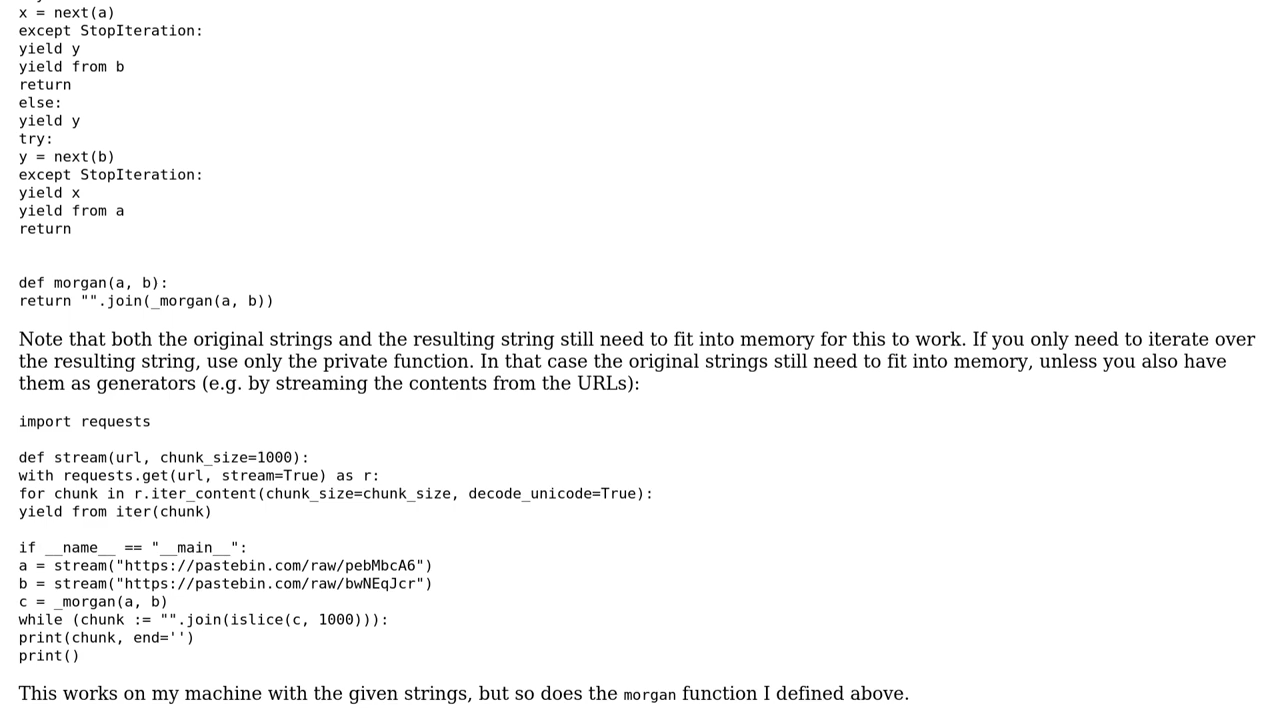 x = next(a)
except StopIteration:
yield y
yield from b
return
else:
yield y
try:
y = next(b)
except StopIteration:
yield x
yield from a
return
def morgan(a, b):
return "".join(_morgan(a, b))
Note that both the original strings and the resulting string still need to fit into memory for this to work. If you only need to iterate over
the resulting string, use only the private function. In that case the original strings still need to fit into memory, unless you also have
them as generators (e.g. by streaming the contents from the URLs):
import requests
def stream(url, chunk_size=1000):
with requests.get(url, stream=True) as r:
for chunk in r.iter_content(chunk_size=chunk_size, decode_unicode=True):
yield from iter(chunk)
if __name__ == "__main__":
a = stream("https://pastebin.com/raw/pebMbcA6")
b = stream("https://pastebin.com/raw/bwNEqJcr")
c = _morgan(a, b)
while (chunk := "".join(islice(c, 1000))):
print(chunk, end='')
print()
This works on my machine with the given strings, but so does the morgan function I defined above.